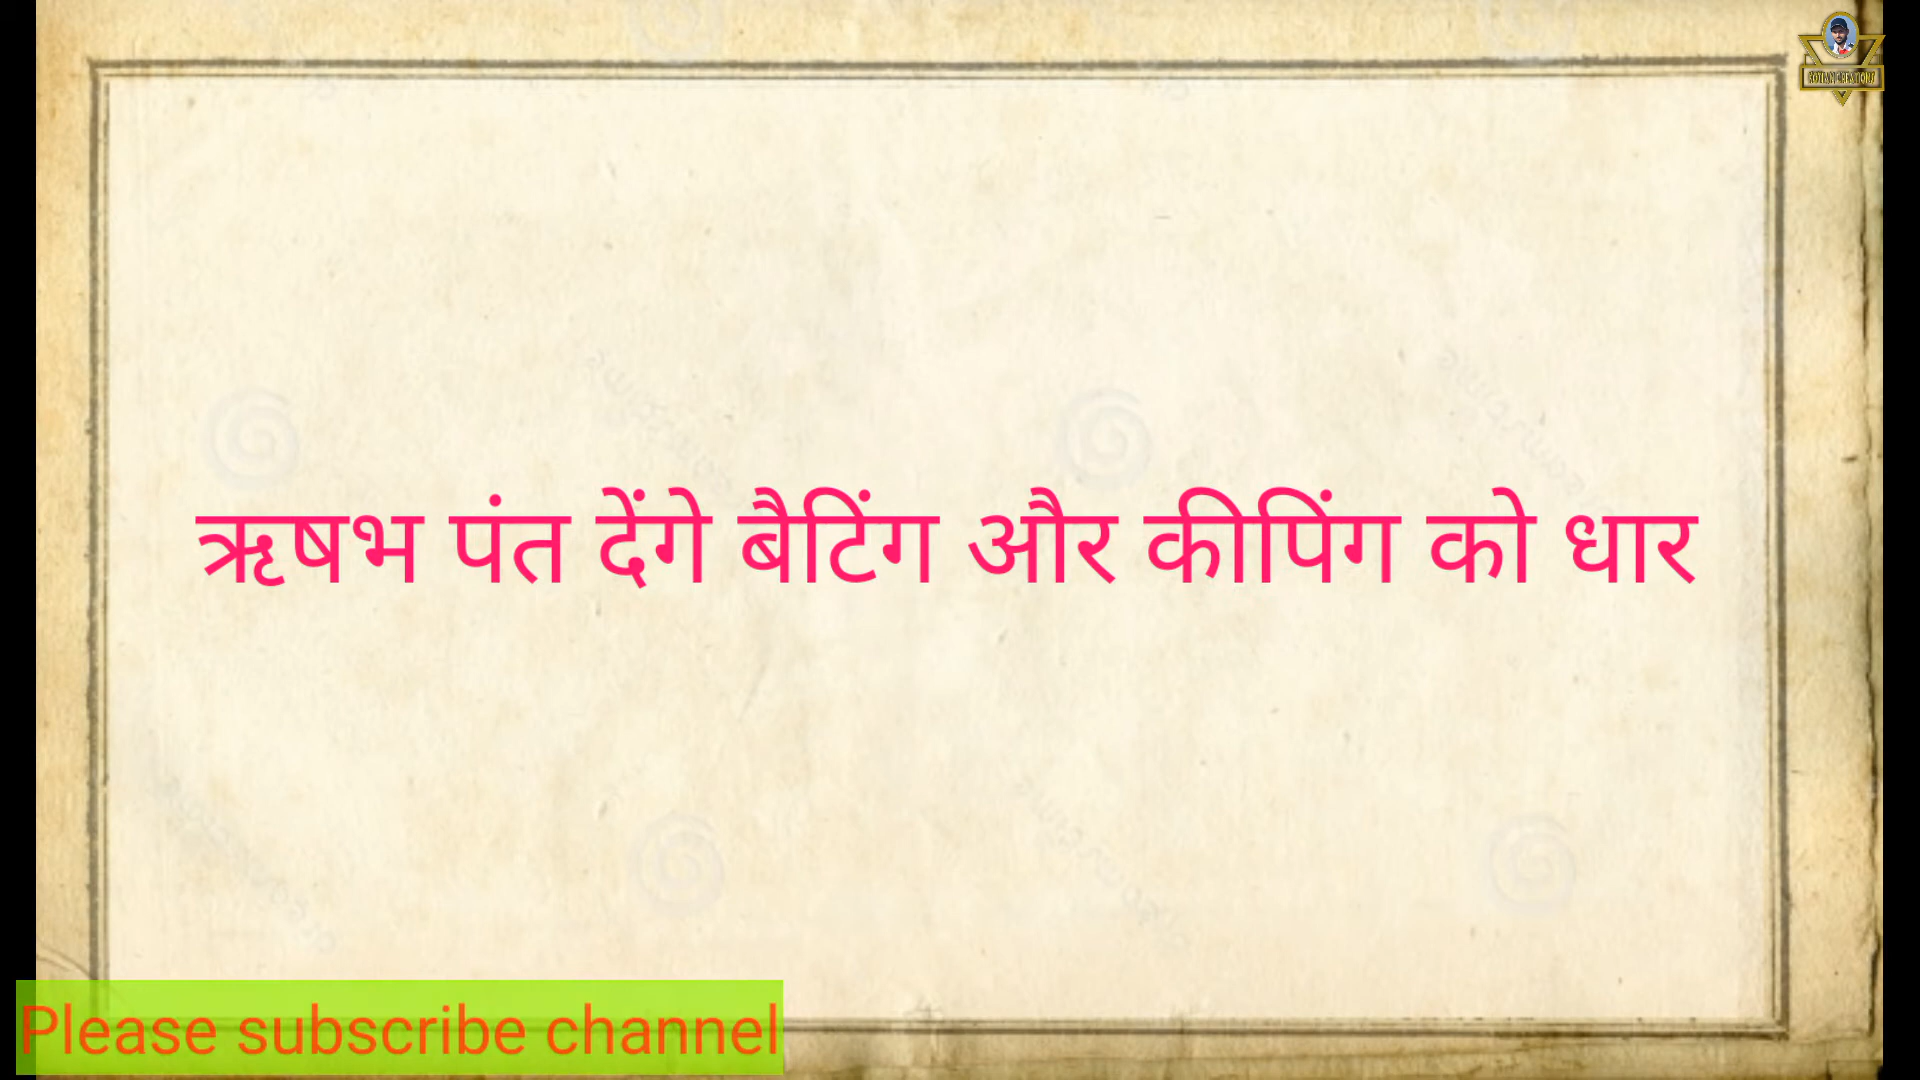 ऋषभ पंत देंगे बैटिंग और कीपिंग को धार
Please subscribe channel